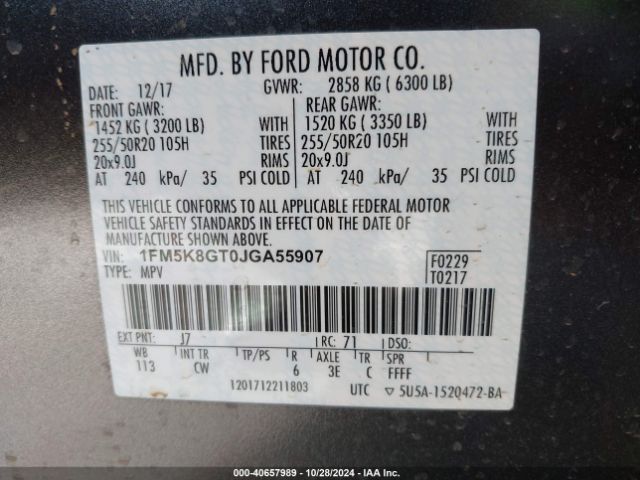 MFD. BY FORD MOTOR CO.
DATE: 12/17 GVWR: 2858 KG ( 6300 LB)
FRONT GAWR: REAR GAWR:
1452 KG ( 3200 LB) WITH 1520 KG ( 3350 LB) WITH
255/50R20 105H TIRES 255/50R20 105H TIRES
20x9.0J RIMS 20x9.0J RIMS
AT 240 kPa/ 35 PSI COLD AT 240 kPa/ 35 PSI COLD
THIS VEHICLE CONFORMS TO ALL APPLICABLE FEDERAL MOTOR
VEHICLE SAFETY STANDARDS IN EFFECT ON THE DATE OF
MANUFACTURE SHOWN ABOVE.
VIN: 1FM5K8GT0JGA55907 F0229
TYPE: MPV T0217
EXT PNT: J7 RC: 71 DSO:
WB INT TR TP/PS R AXLE TR SPR
113 CW 6 3E C FFFF
1201712211803 UTC ▽ 5U5A-1520472-BA
000-40657989 - 10/28/2024 - IAA Inc.